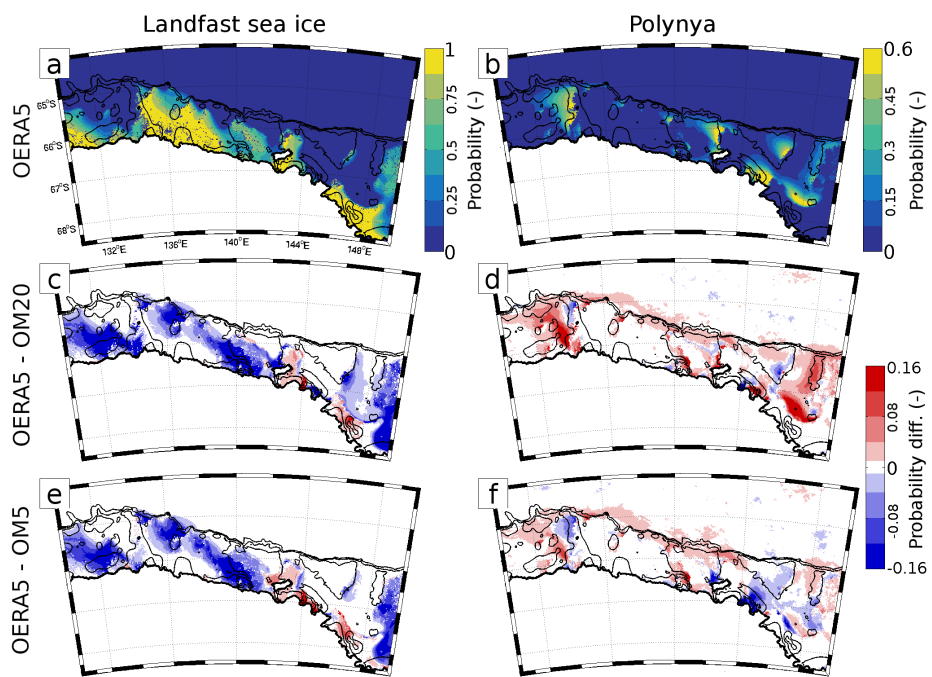 Landfast sea ice
Polynya
OERA5
a
65°S
66°S
67°S
68°S
132°E
136°E
140°E
144°E
148°E
1
0.75
0.5
0.25
0
Probability (-)
b
0.6
0.45
0.3
0.15
0
Probability (-)
OERA5 - OM20
c
d
OERA5 - OM5
e
f
0.16
0.08
0
-0.08
-0.16
Probability diff. (-)